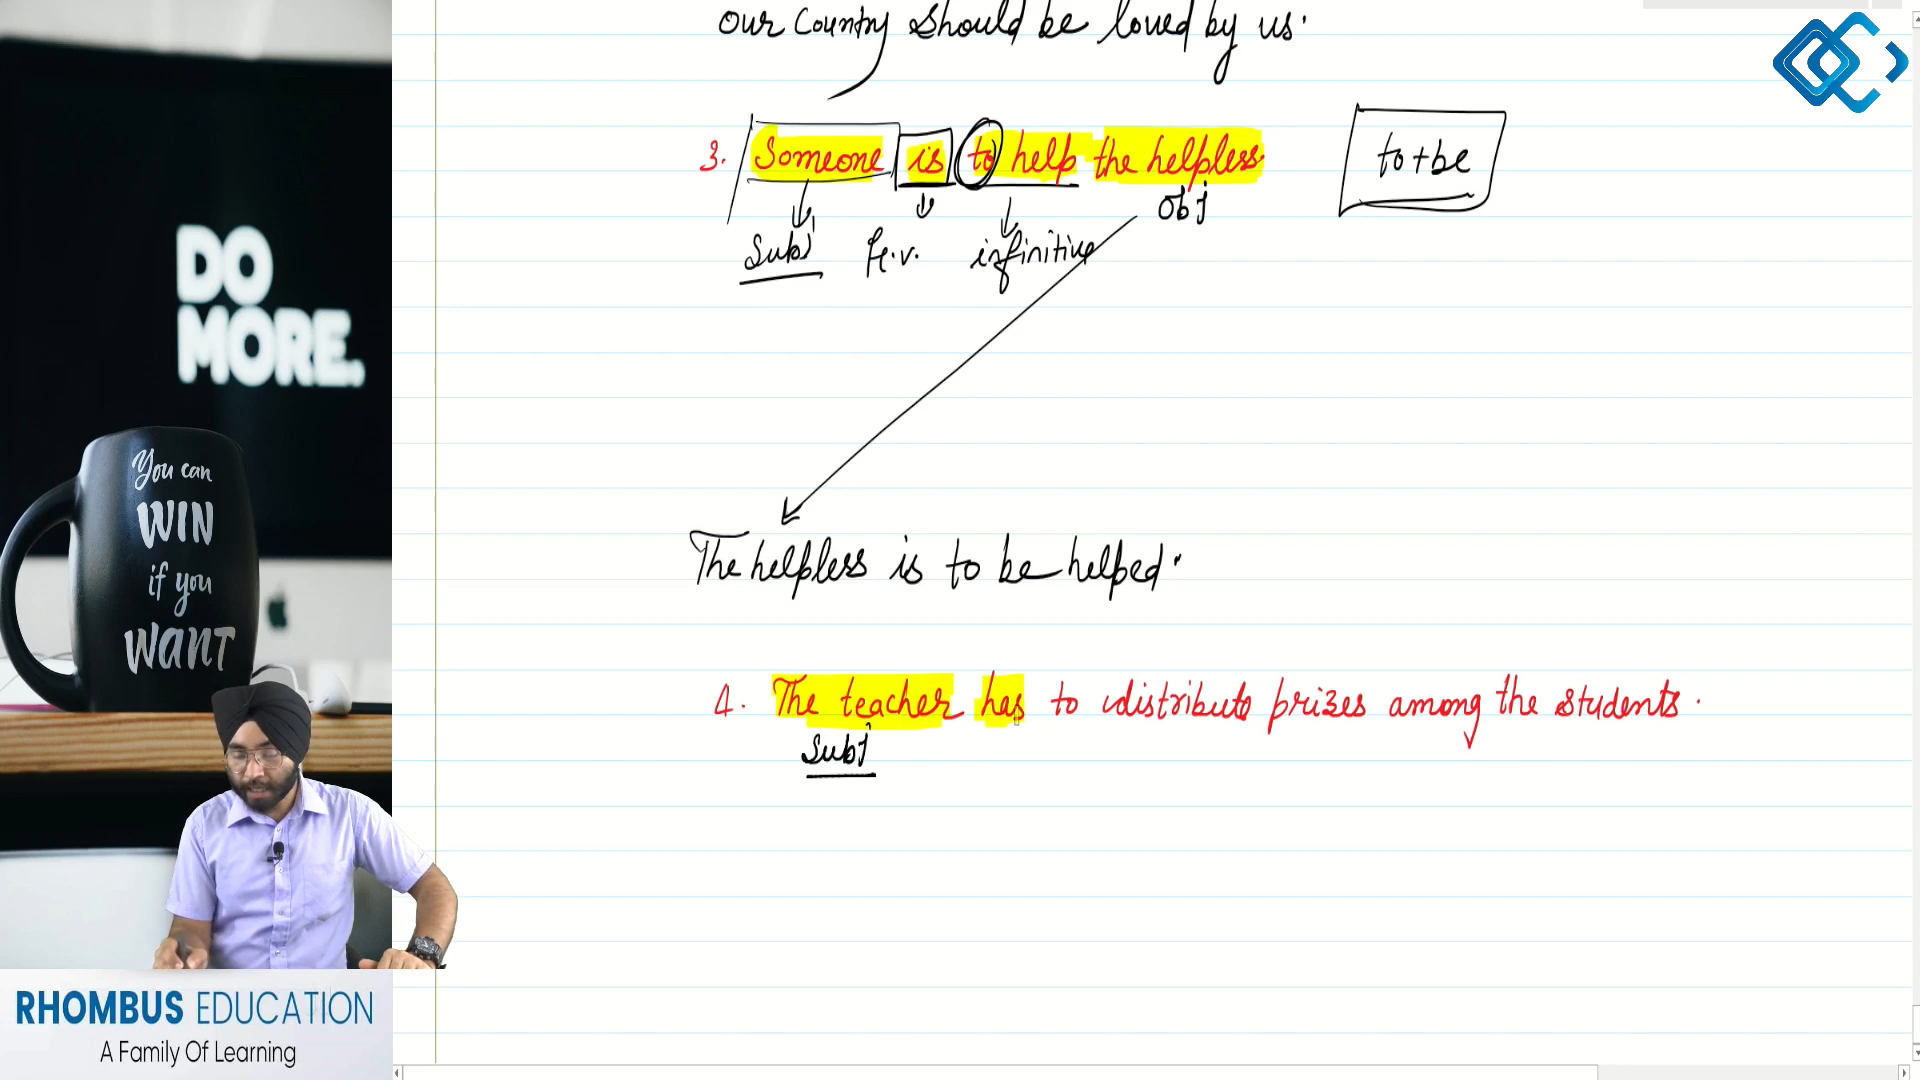 Our Country should be loved by us.
3. Someone is to help the helpless
to+be
Subj H.v. infinitive Obj
The helpless is to be helped.
4. The teacher has to distribute prizes among the students.
Subj
DO
MORE.
You can
WIN
if you
WANT
RHOMBUS EDUCATION
A Family Of Learning